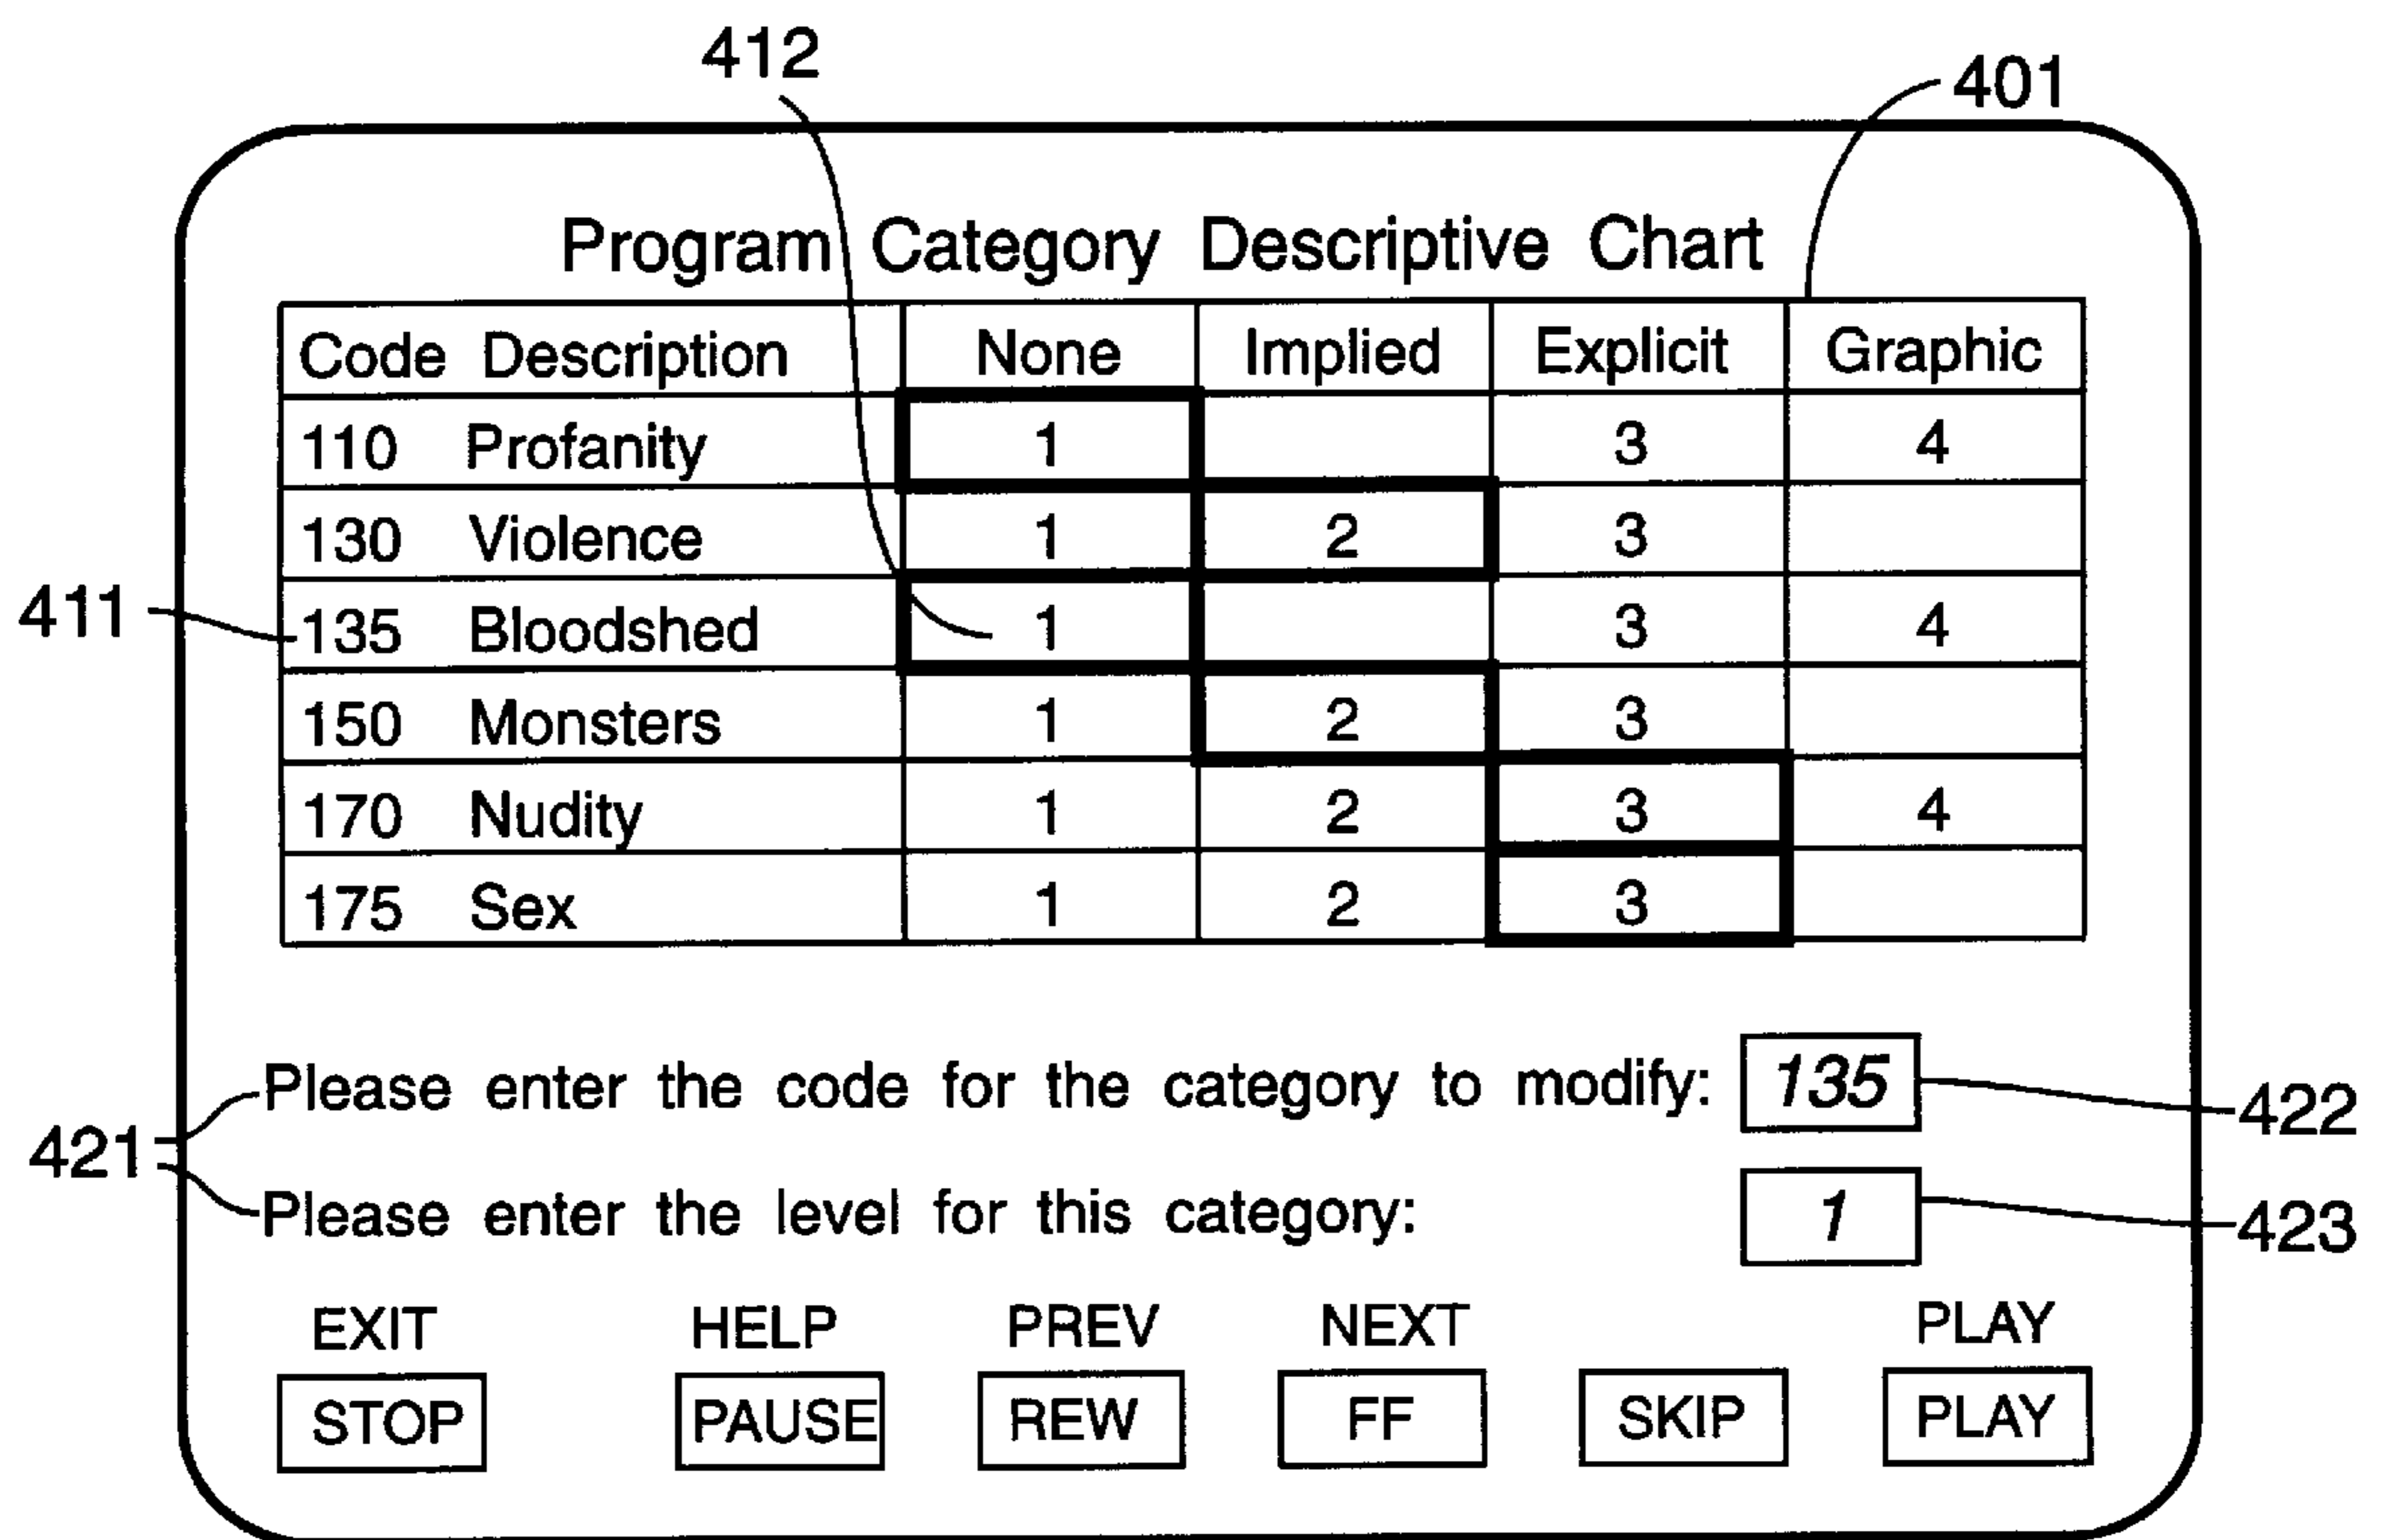 412
401
Program Category Descriptive Chart
Code Description None Implied Explicit Graphic
110 Profanity 1 3 4
130 Violence 1 2 3
411 135 Bloodshed 1 3 4
150 Monsters 1 2 3
170 Nudity 1 2 3 4
175 Sex 1 2 3
Please enter the code for the category to modify: 135 422
421
Please enter the level for this category: 1 423
EXIT HELP PREV NEXT PLAY
STOP PAUSE REW FF SKIP PLAY